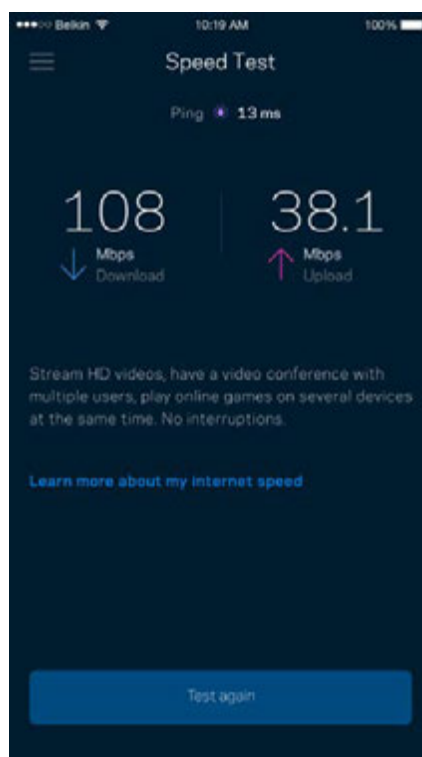 Belkin 10:19 AM 100%
Speed Test
Ping 13 ms
108 38.1
Mbps Mbps
Download Upload
Stream HD videos, have a video conference with
multiple users, play online games on several devices
at the same time. No interruptions.
Learn more about my internet speed
Test again